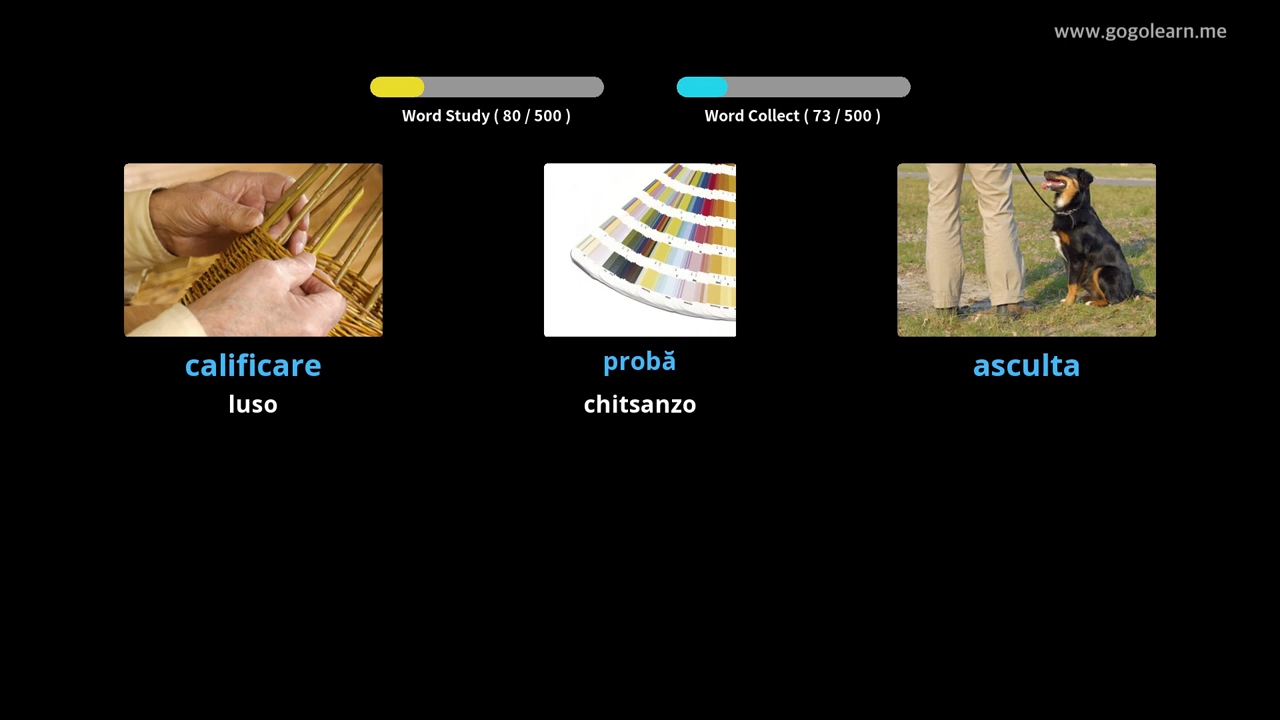 www.gogolearn.me
Word Study ( 80 / 500 )
Word Collect ( 73 / 500 )
calificare
luso
probă
chitsanzo
asculta